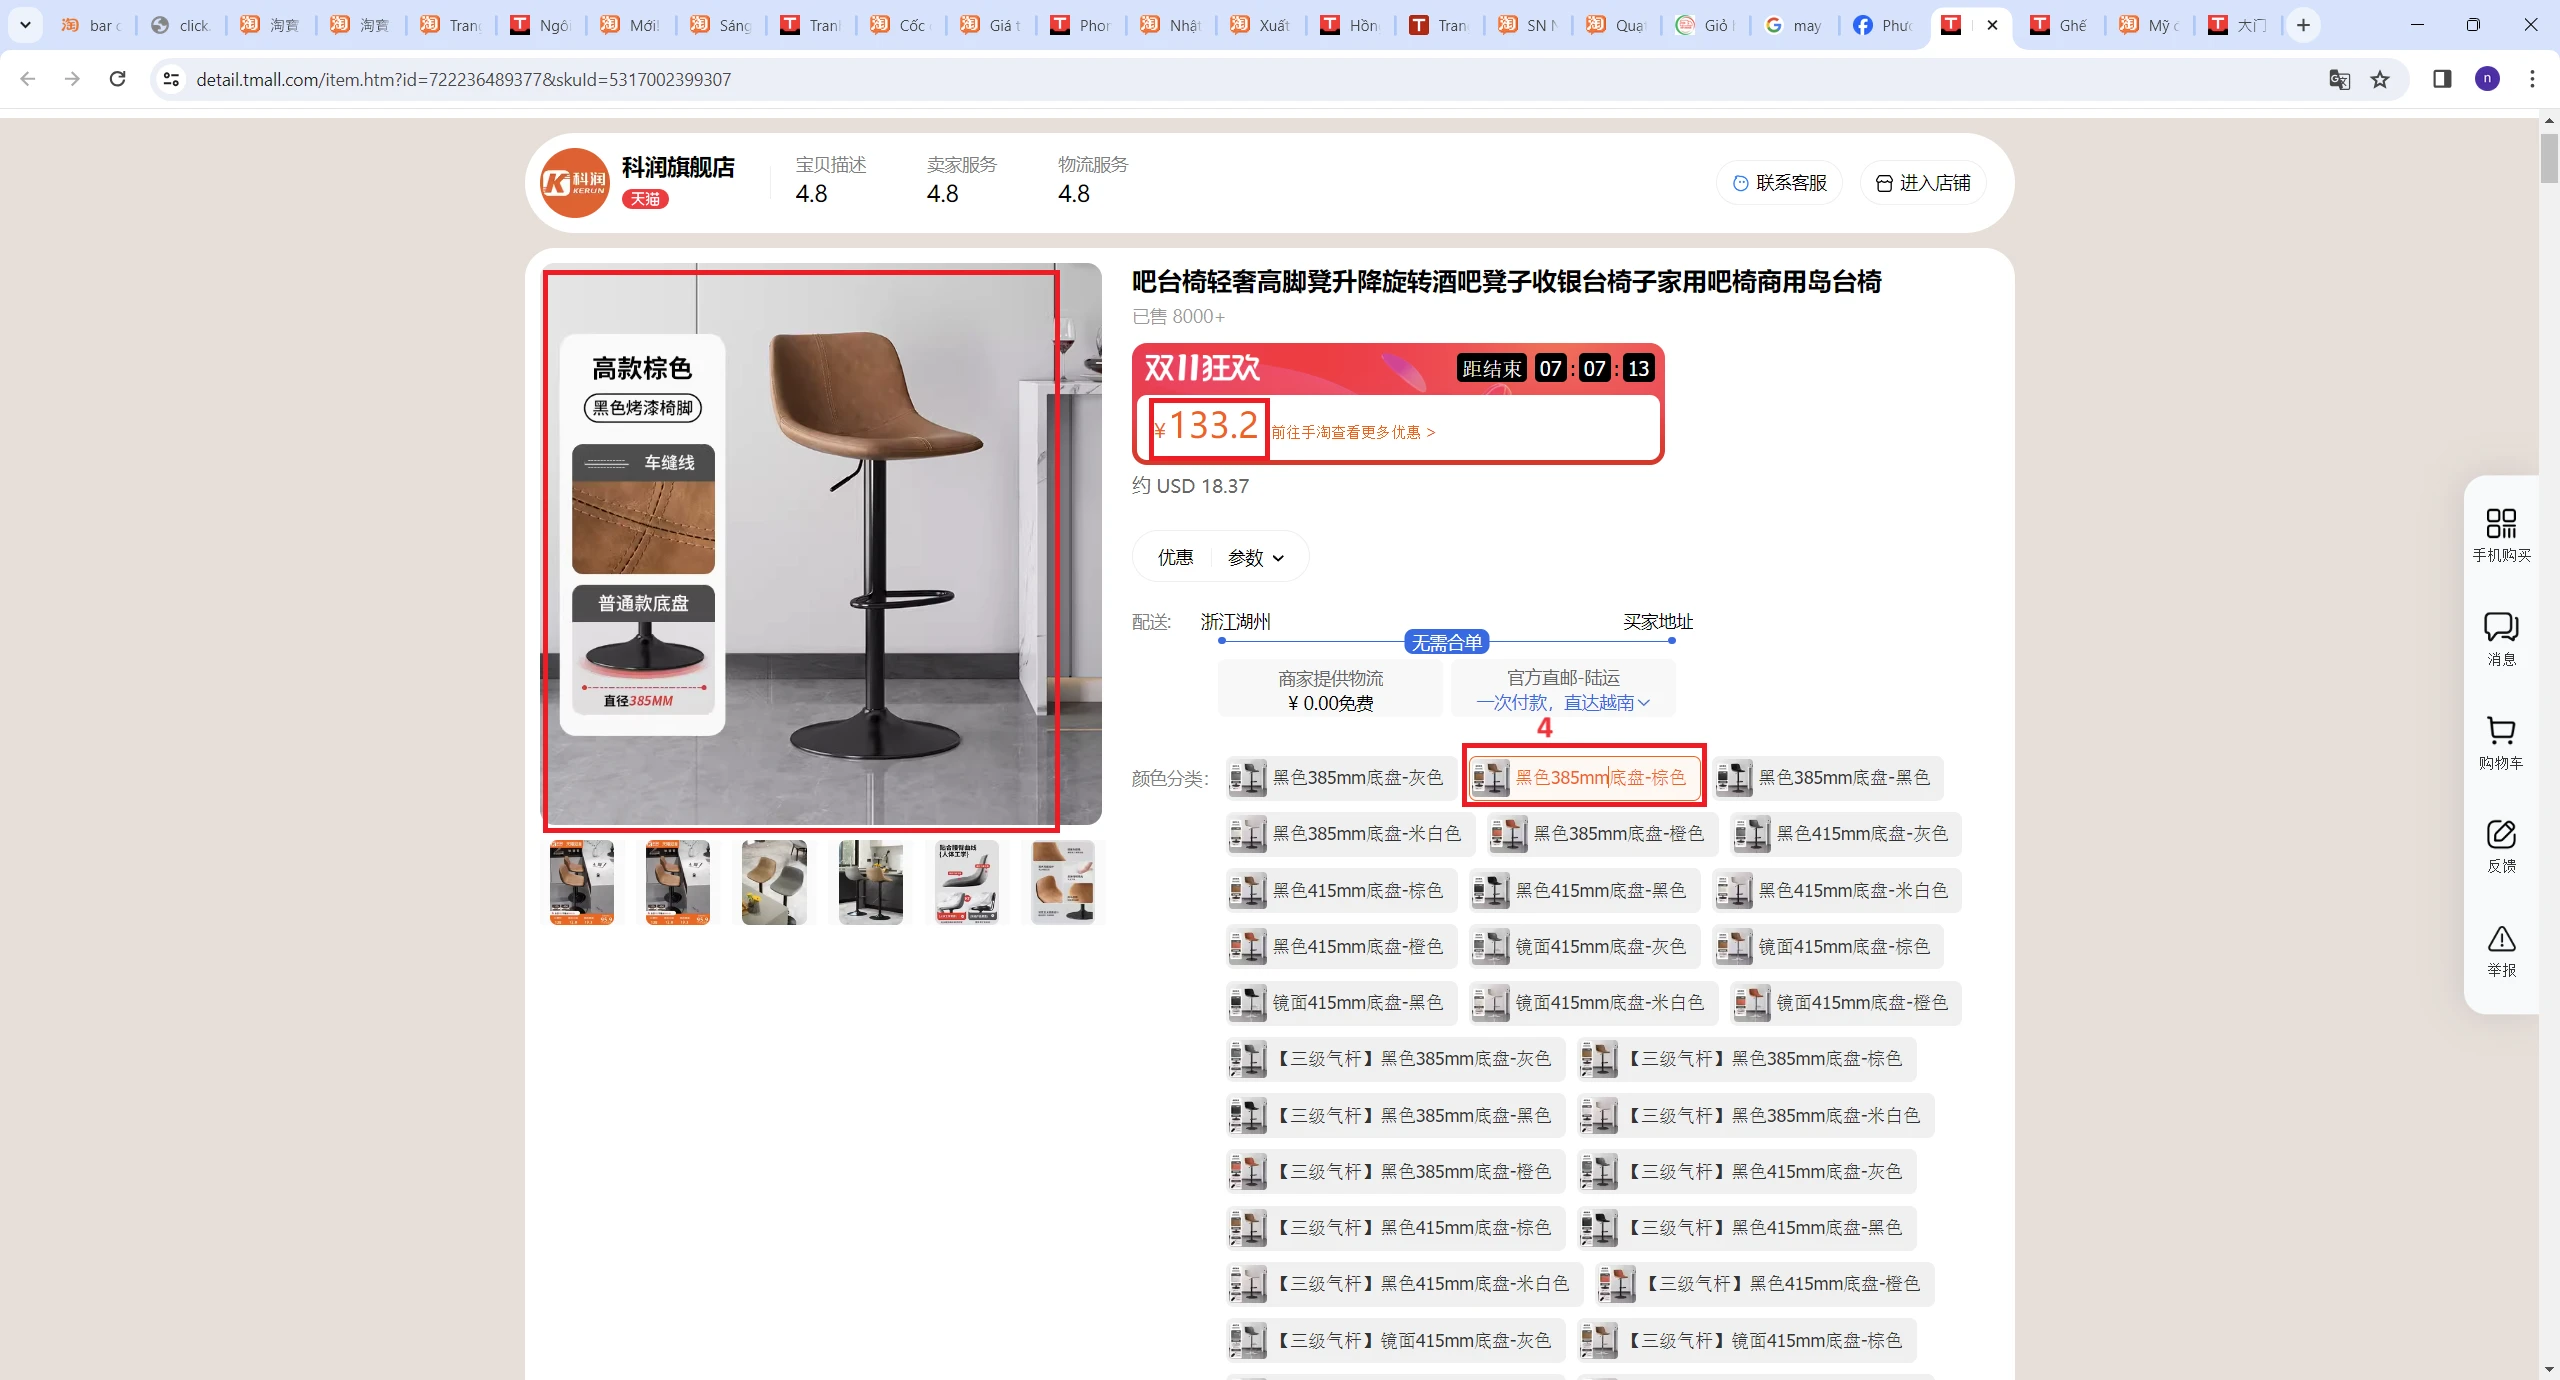 bar c
click.
淘寳
淘寳
Trang
Ngôi
Mới!
Sáng
Tranh
Cốc
Giá t
Phon
Nhật
Xuất
Hồng
Tran
SN N
Quạt
Giỏ h
may
Phước
Ghế
Mỹ
大门
detail.tmall.com/item.htm?id=722236489377&skuId=5317002399307
n
科润旗舰店
天猫
科润
KERUN
宝贝描述
4.8
卖家服务
4.8
物流服务
4.8
联系客服
进入店铺
高款棕色
黑色烤漆椅脚
车缝线
普通款底盘
直径385MM
吧台椅轻奢高脚凳升降旋转酒吧凳子收银台椅子家用吧椅商用岛台椅
已售 8000+
双11狂欢
距结束 07 : 07 : 13
¥133.2 前往手淘查看更多优惠 >
约 USD 18.37
优惠 参数
配送: 浙江湖州 买家地址
无需合单
商家提供物流
¥ 0.00免费
官方直邮-陆运
一次付款，直达越南
4
颜色分类:
黑色385mm底盘-灰色
黑色385mm底盘-棕色
黑色385mm底盘-黑色
黑色385mm底盘-米白色
黑色385mm底盘-橙色
黑色415mm底盘-灰色
黑色415mm底盘-棕色
黑色415mm底盘-黑色
黑色415mm底盘-米白色
黑色415mm底盘-橙色
镜面415mm底盘-灰色
镜面415mm底盘-棕色
镜面415mm底盘-黑色
镜面415mm底盘-米白色
镜面415mm底盘-橙色
【三级气杆】黑色385mm底盘-灰色
【三级气杆】黑色385mm底盘-棕色
【三级气杆】黑色385mm底盘-黑色
【三级气杆】黑色385mm底盘-米白色
【三级气杆】黑色385mm底盘-橙色
【三级气杆】黑色415mm底盘-灰色
【三级气杆】黑色415mm底盘-棕色
【三级气杆】黑色415mm底盘-黑色
【三级气杆】黑色415mm底盘-米白色
【三级气杆】黑色415mm底盘-橙色
【三级气杆】镜面415mm底盘-灰色
【三级气杆】镜面415mm底盘-棕色
手机购买
消息
购物车
反馈
举报